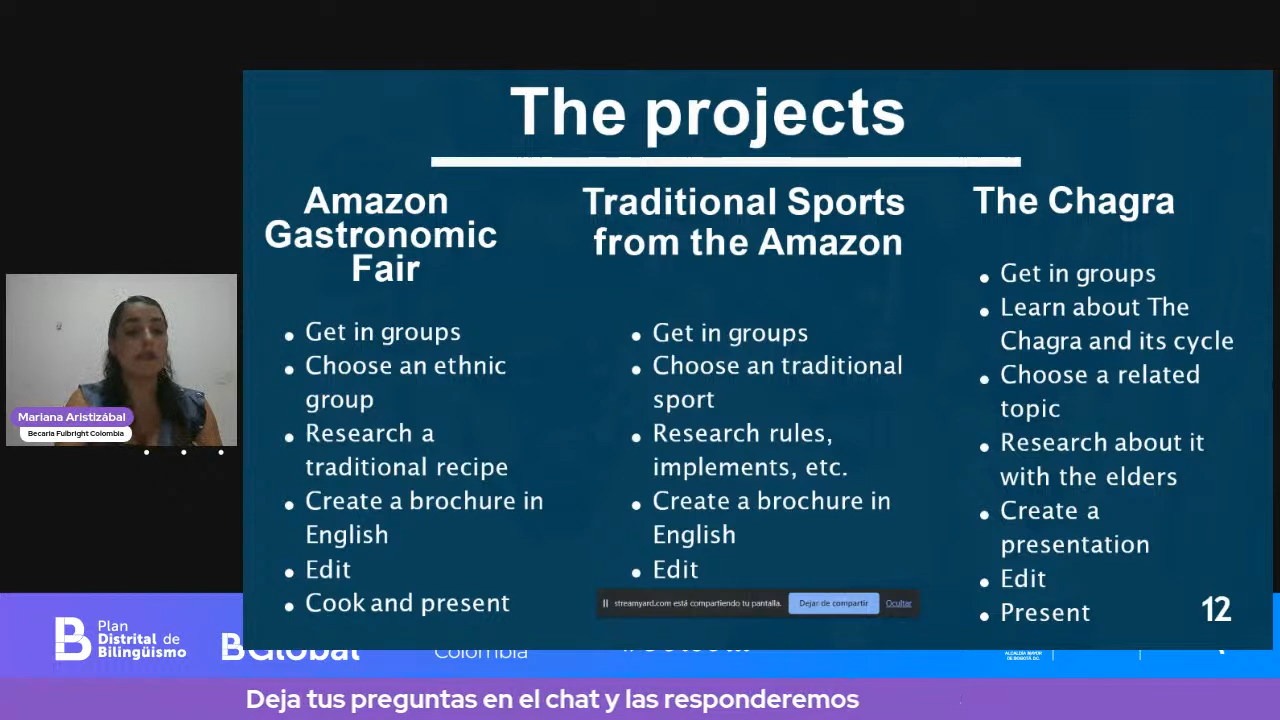 The projects
Amazon
Gastronomic
Fair
Get in groups
Choose an ethnic
group
Research a
traditional recipe
Create a brochure in
English
Edit
Cook and present
Traditional Sports
from the Amazon
Get in groups
Choose an traditional
sport
Research rules,
implements, etc.
Create a brochure in
English
Edit
The Chagra
Get in groups
Learn about The
Chagra and its cycle
Choose a related
topic
Research about it
with the elders
Create a
presentation
Edit
Present
12
streamyard.com está compartiendo tu pantalla.
Dejar de compartir
Ocultar
Mariana Aristizábal
Becaria Fulbright Colombia
Plan
Distrital de
Bilingüismo
BGlobal
Colombia
ALCALDÍA MAYOR
DE BOGOTÁ D.C.
Deja tus preguntas en el chat y las responderemos